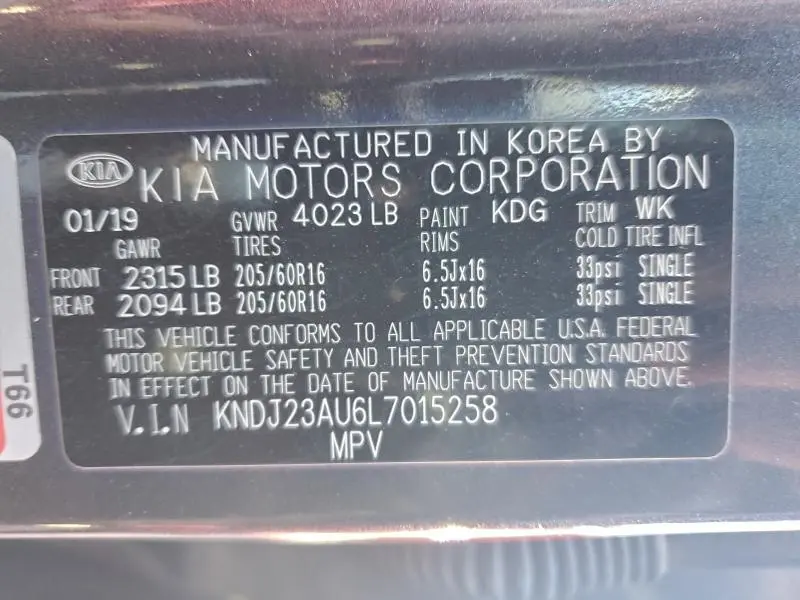 MANUFACTURED IN KOREA BY
KIA KIA MOTORS CORPORATION
01/19 GVWR 4023 LB PAINT KDG TRIM WK
GAWR TIRES RIMS COLD TIRE INFL
FRONT 2315 LB 205/60R16 6.5Jx16 33psi SINGLE
REAR 2094 LB 205/60R16 6.5Jx16 33psi SINGLE
THIS VEHICLE CONFORMS TO ALL APPLICABLE U.S.A. FEDERAL
MOTOR VEHICLE SAFETY AND THEFT PREVENTION STANDARDS
IN EFFECT ON THE DATE OF MANUFACTURE SHOWN ABOVE.
V.I.N KNDJ23AU6L7015258
MPV
T66